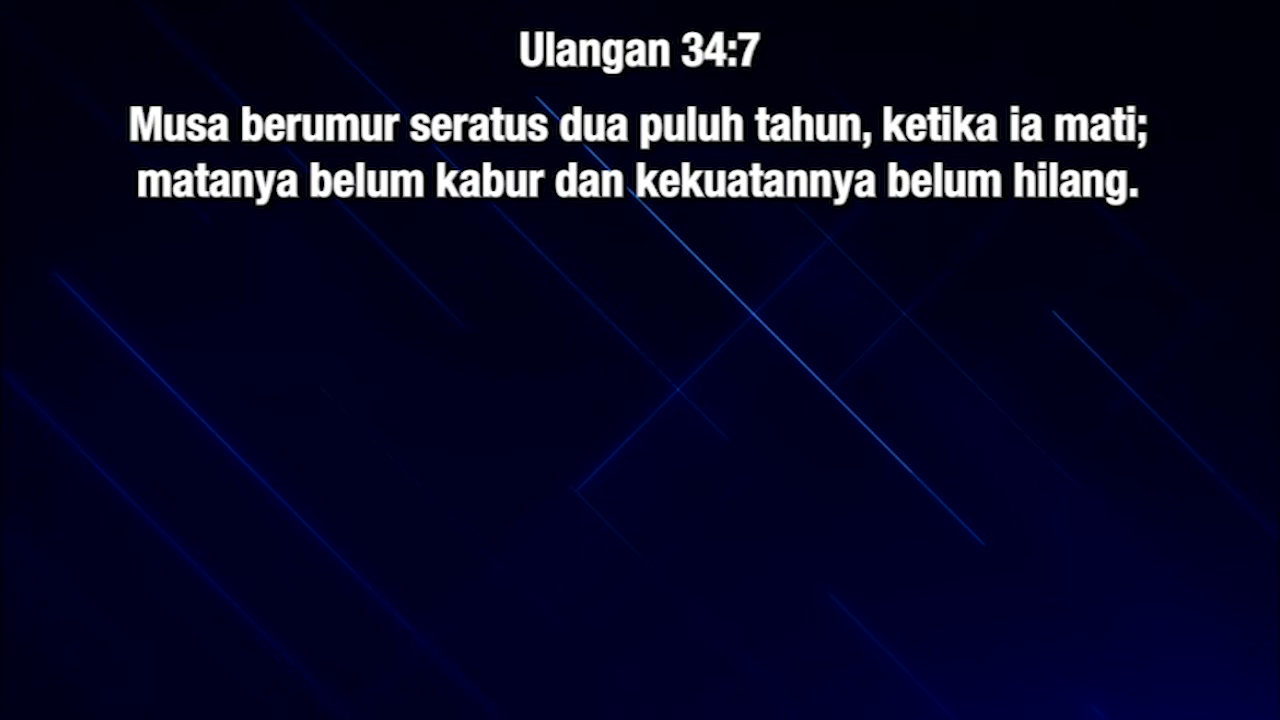 Ulangan 34:7
Musa berumur seratus dua puluh tahun, ketika ia mati;
matanya belum kabur dan kekuatannya belum hilang.